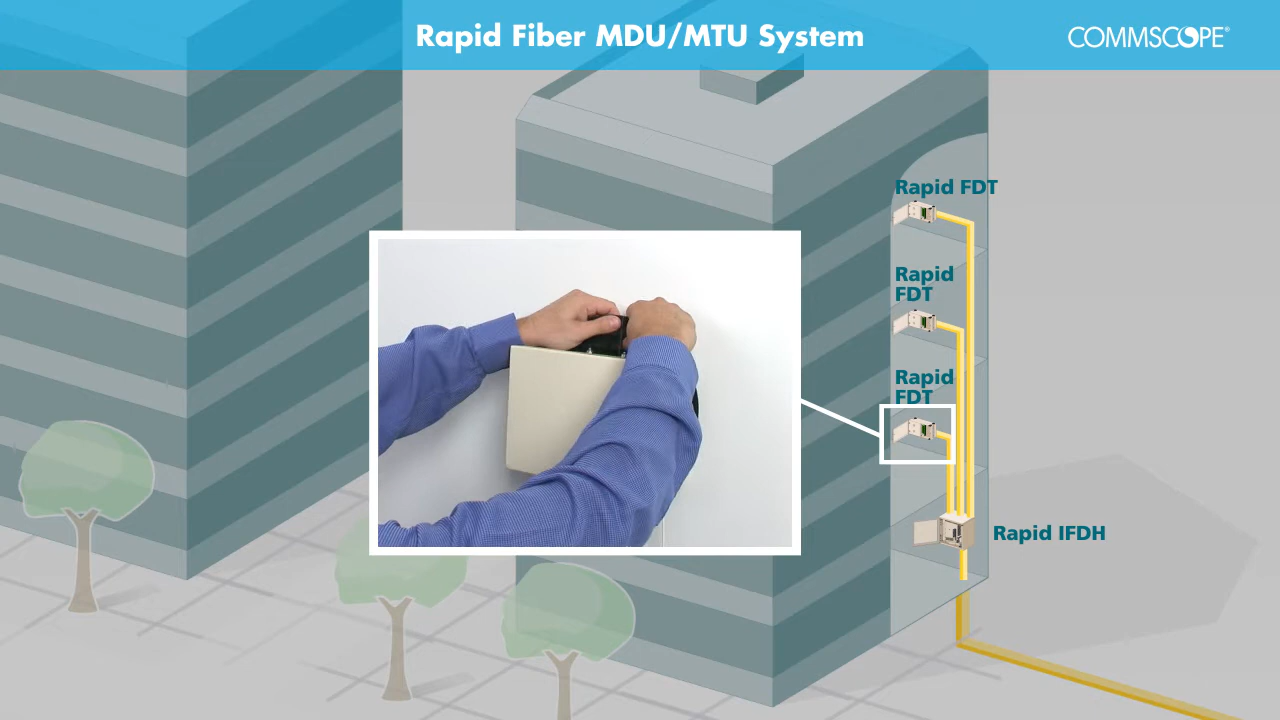 Rapid Fiber MDU/MTU System
COMMSCOPE®
Rapid FDT
Rapid
FDT
Rapid
FDT
Rapid IFDH